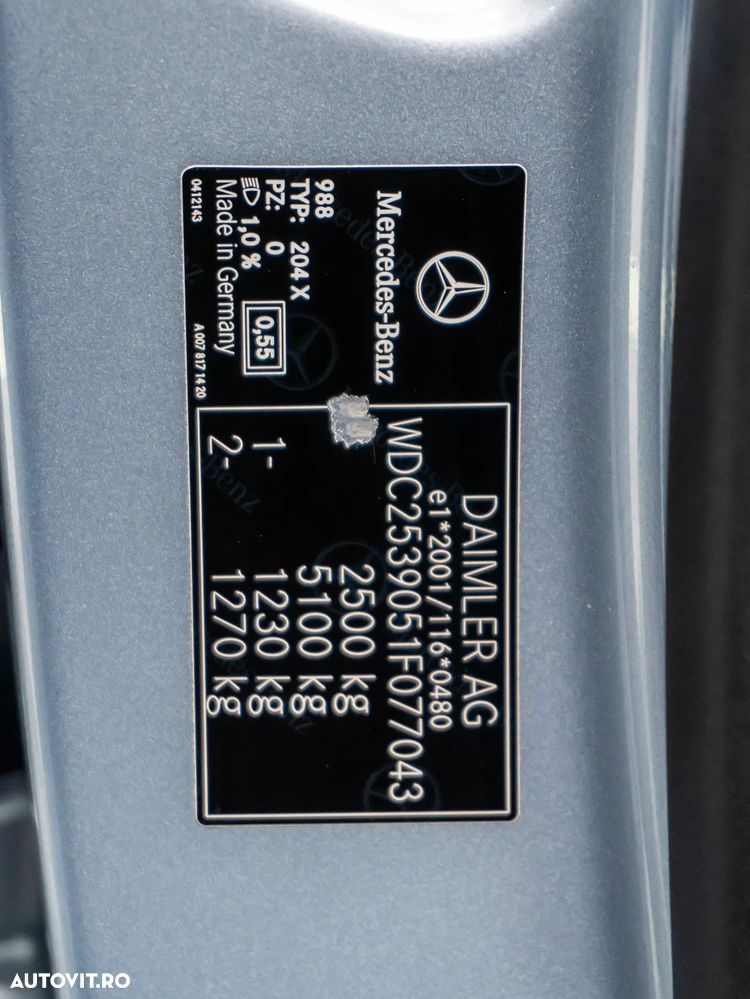 Mercedes-Benz
988
TYP: 204 X
PZ: 0
1,0 %
0,55
Made in Germany
0412143
A 007 817 14 20
DAIMLER AG
e1*2001/116*0480
WDC2539051F077043
2500 kg
5100 kg
1- 1230 kg
2- 1270 kg
AUTOVIT.RO